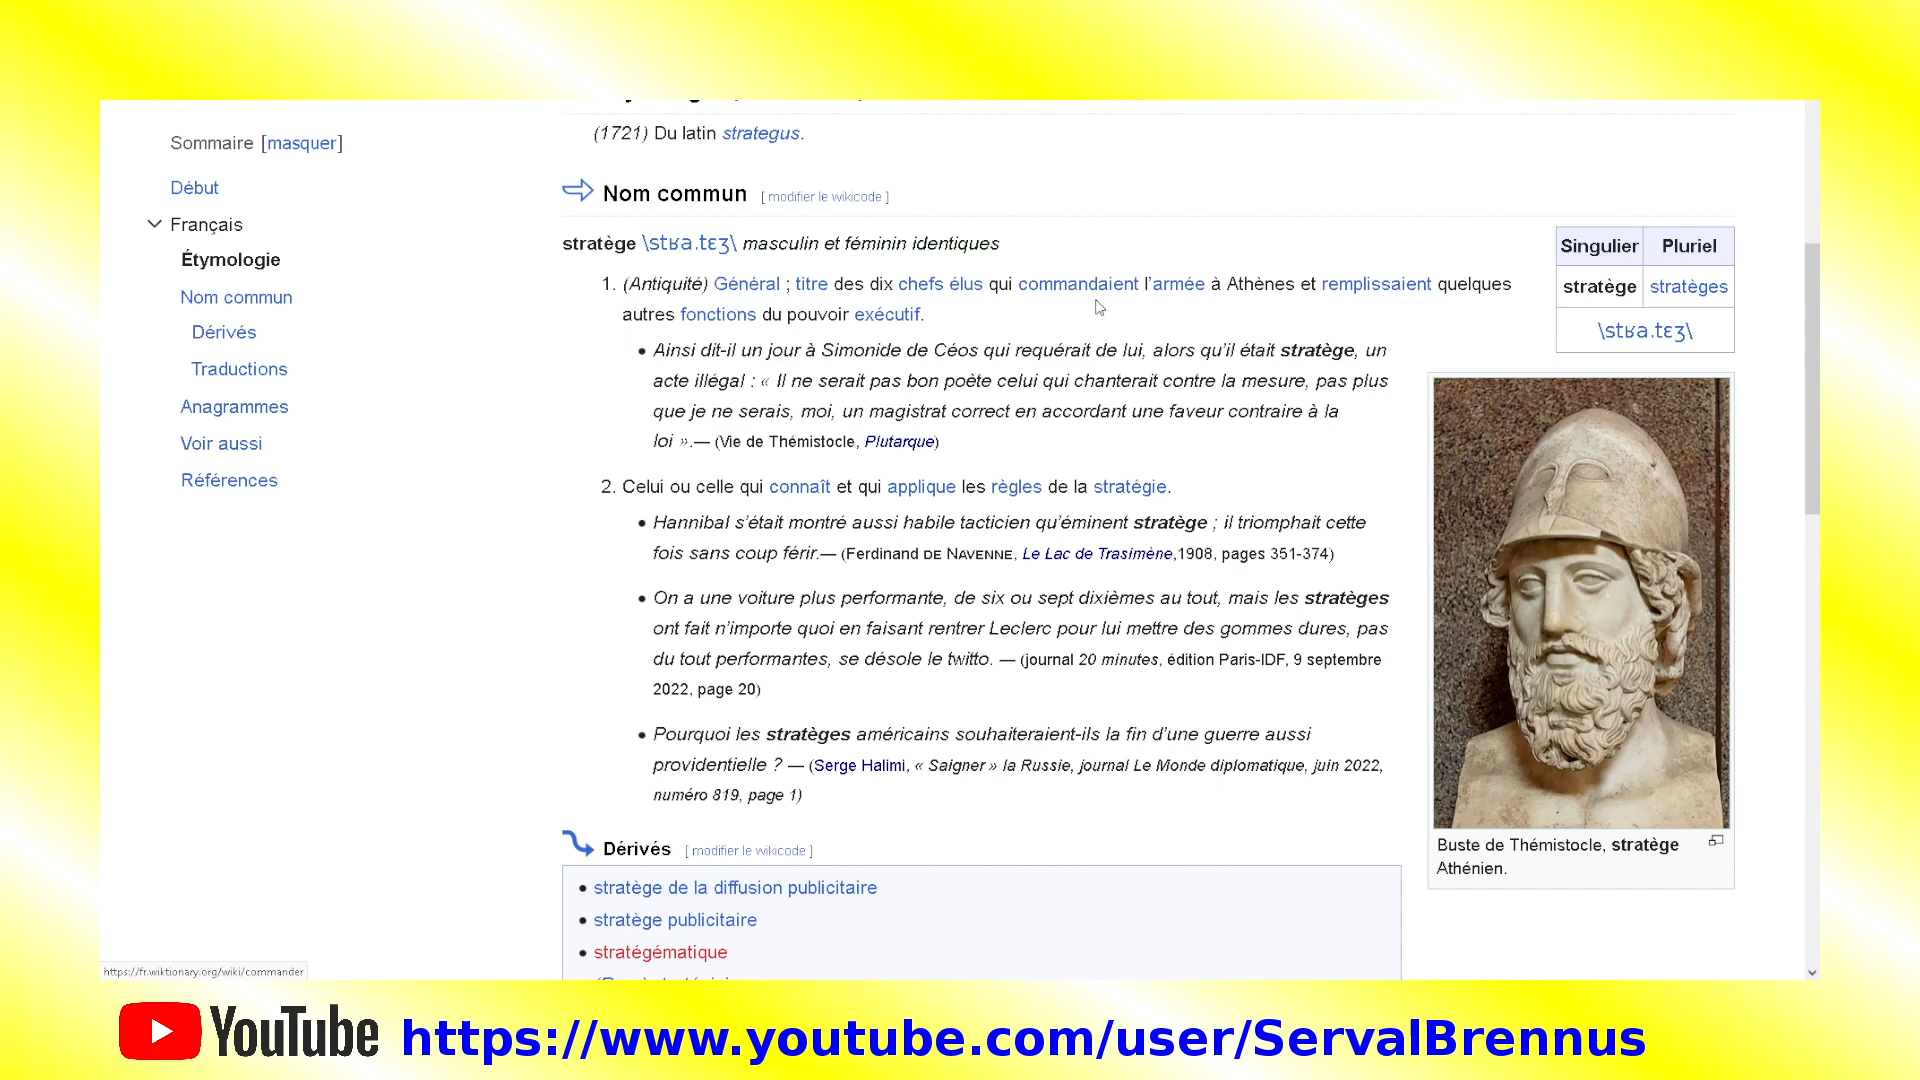 Sommaire [masquer]
Début
Français
Étymologie
Nom commun
Dérivés
Traductions
Anagrammes
Voir aussi
Références
(1721) Du latin strategus.
Nom commun [ modifier le wikicode ]
stratège \stʁa.tɛʒ\ masculin et féminin identiques
1. (Antiquité) Général ; titre des dix chefs élus qui commandaient l’armée à Athènes et remplissaient quelques
autres fonctions du pouvoir exécutif.
• Ainsi dit-il un jour à Simonide de Céos qui requérait de lui, alors qu’il était stratège, un
acte illégal : « Il ne serait pas bon poète celui qui chanterait contre la mesure, pas plus
que je ne serais, moi, un magistrat correct en accordant une faveur contraire à la
loi ».— (Vie de Thémistocle, Plutarque)
2. Celui ou celle qui connaît et qui applique les règles de la stratégie.
• Hannibal s’était montré aussi habile tacticien qu’éminent stratège ; il triomphait cette
fois sans coup férir.— (Ferdinand DE NAVENNE, Le Lac de Trasimène,1908, pages 351-374)
• On a une voiture plus performante, de six ou sept dixièmes au tout, mais les stratèges
ont fait n’importe quoi en faisant rentrer Leclerc pour lui mettre des gommes dures, pas
du tout performantes, se désole le twitto. — (journal 20 minutes, édition Paris-IDF, 9 septembre
2022, page 20)
• Pourquoi les stratèges américains souhaiteraient-ils la fin d’une guerre aussi
providentielle ? — (Serge Halimi, « Saigner » la Russie, journal Le Monde diplomatique, juin 2022,
numéro 819, page 1)
Singulier Pluriel
stratège stratèges
\stʁa.tɛʒ\
Buste de Thémistocle, stratège
Athénien.
Dérivés [ modifier le wikicode ]
• stratège de la diffusion publicitaire
• stratège publicitaire
• stratégématique
https://fr.wiktionary.org/wiki/commander
YouTube https://www.youtube.com/user/ServalBrennus